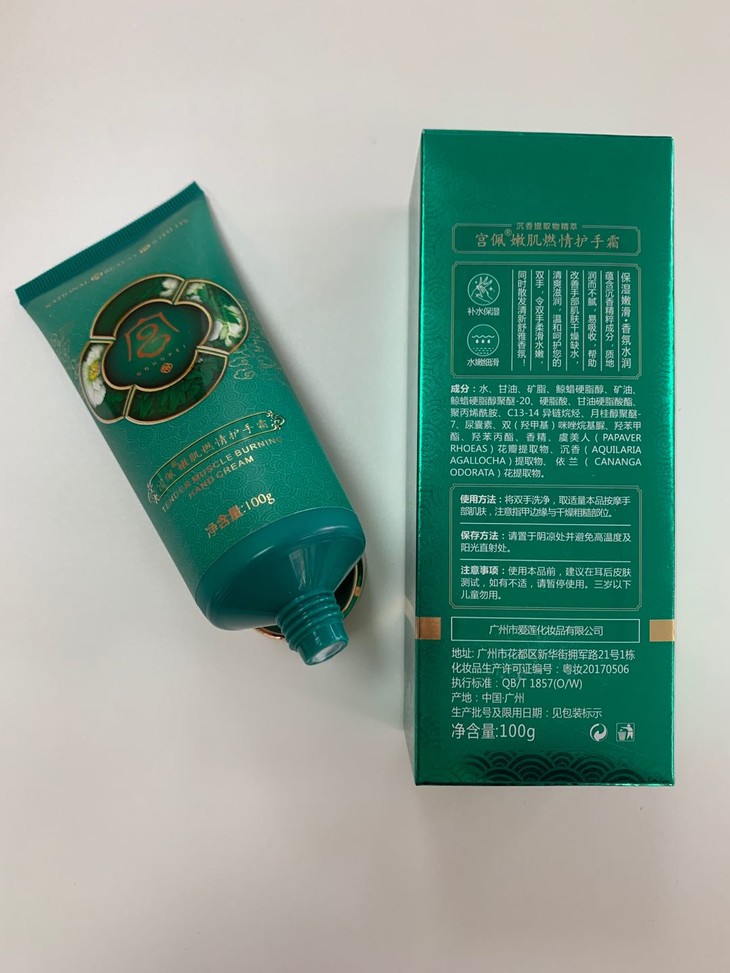 NATURAL BEAUTY
GOGUPEI
宫佩®嫩肌燃情护手霜
TENDER MUSCLE BURNING
HAND CREAM
净含量:100g
沉香提取物精萃
宫佩®嫩肌燃情护手霜
补水保湿
水嫩细滑
保湿嫩滑·香氛水润
蕴含沉香精粹成分，质地
润而不腻，易吸收，帮助
改善手部肌肤干燥缺水，
清爽滋润，温和呵护您的
双手，令双手柔滑水嫩，
同时散发清新舒雅香氛！
成分：水、甘油、矿脂、鲸蜡硬脂醇、矿油、
鲸蜡硬脂醇聚醚-20、硬脂酸、甘油硬脂酸酯、
聚丙烯酰胺、C13-14 异链烷烃、月桂醇聚醚-
7、尿囊素、双（羟甲基）咪唑烷基脲、羟苯甲
酯、羟苯丙酯、香精、虞美人（PAPAVER
RHOEAS）花瓣提取物、沉香（AQUILARIA
AGALLOCHA）提取物、依兰（CANANGA
ODORATA）花提取物。
使用方法：将双手洗净，取适量本品按摩手
部肌肤，注意指甲边缘与干燥粗糙部位。
保存方法：请置于阴凉处并避免高温度及
阳光直射处。
注意事项：使用本品前，建议在耳后皮肤
测试，如有不适，请暂停使用。三岁以下
儿童勿用。
广州市爱莲化妆品有限公司
地址: 广州市花都区新华街拥军路21号1栋
化妆品生产许可证编号：粤妆20170506
执行标准：QB/T 1857(O/W)
产地：中国·广州
生产批号及限用日期：见包装标示
净含量:100g